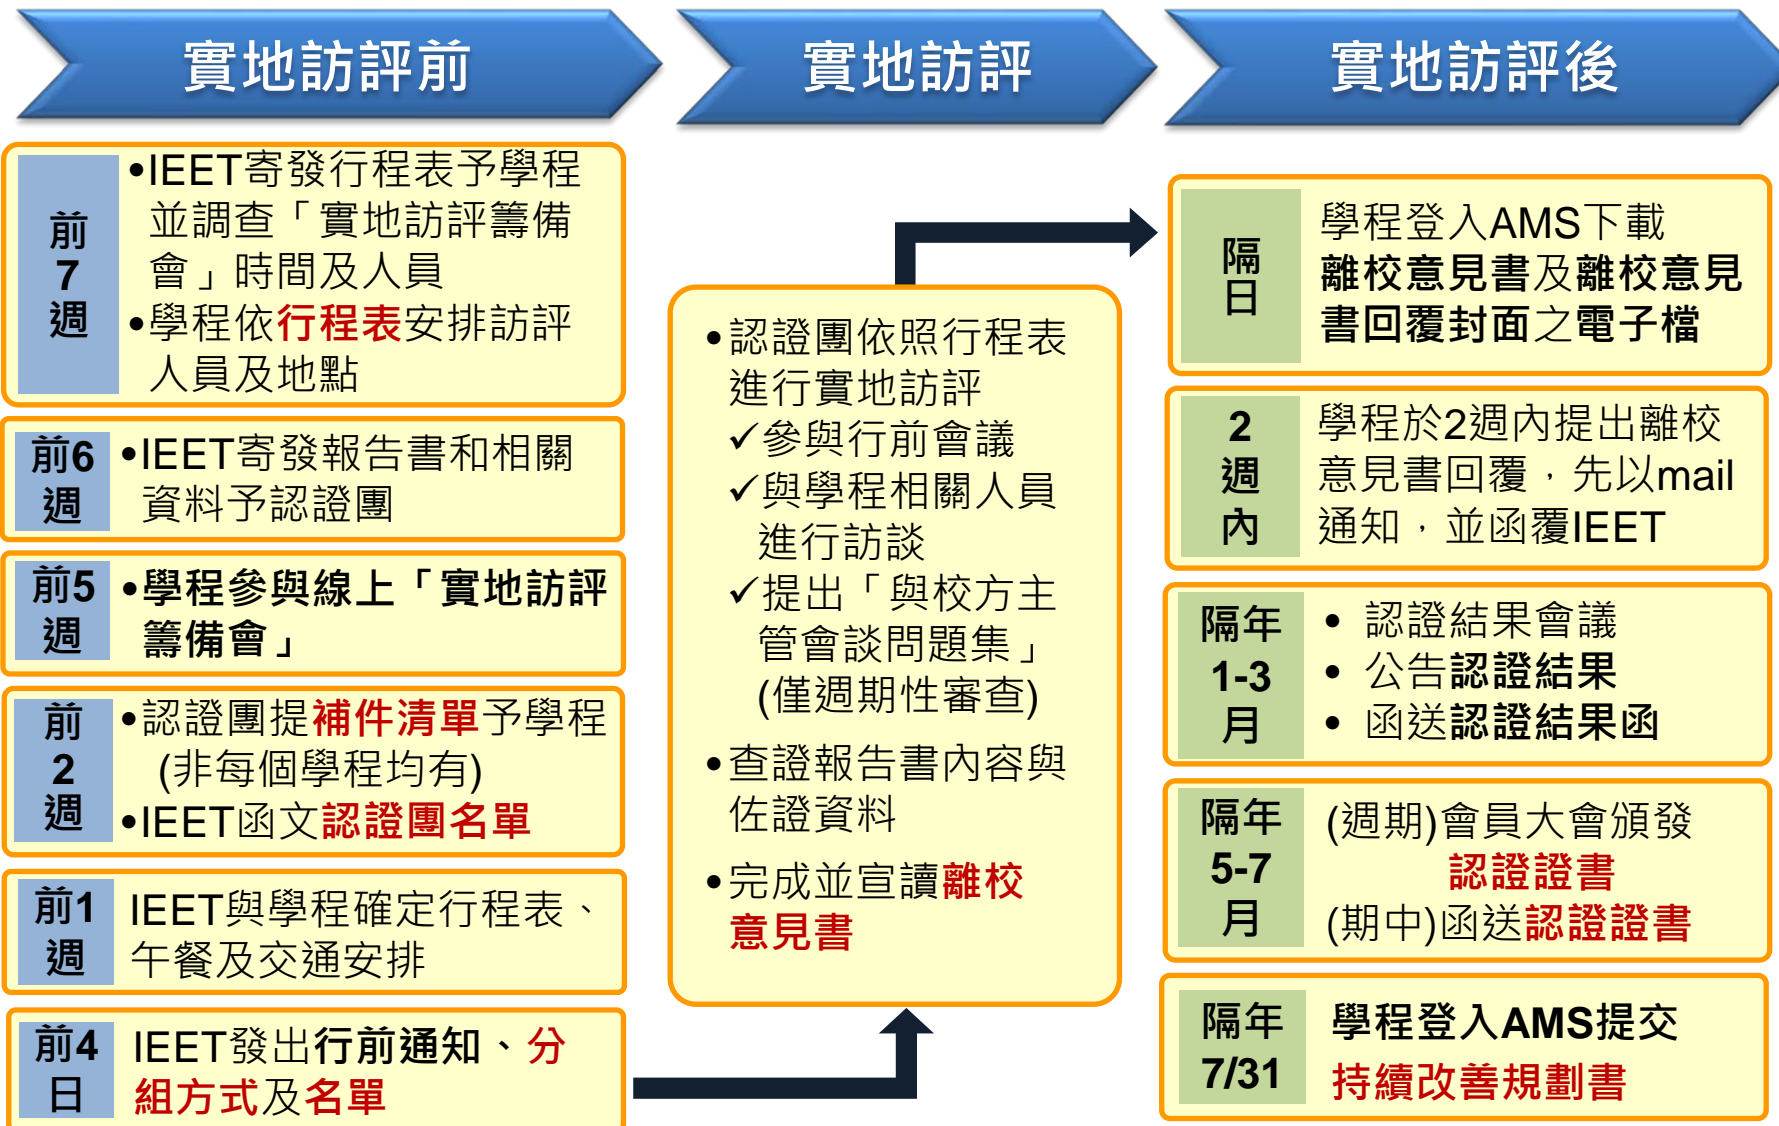 實地訪評前
前
7
週
•IEET寄發行程表予學程
並調查「實地訪評籌備
會」時間及人員
•學程依行程表安排訪評
人員及地點
前6
週
•IEET寄發報告書和相關
資料予認證團
前5
週
•學程參與線上「實地訪評
籌備會」
前
2
週
•認證團提補件清單予學程
(非每個學程均有)
•IEET函文認證團名單
前1
週
IEET與學程確定行程表、
午餐及交通安排
前4
日
IEET發出行前通知、分
組方式及名單
實地訪評
•認證團依照行程表
進行實地訪評
✓參與行前會議
✓與學程相關人員
進行訪談
✓提出「與校方主
管會談問題集」
(僅週期性審查)
•查證報告書內容與
佐證資料
•完成並宣讀離校
意見書
實地訪評後
隔
日
學程登入AMS下載
離校意見書及離校意見
書回覆封面之電子檔
2
週
內
學程於2週內提出離校
意見書回覆，先以mail
通知，並函覆IEET
隔年
1-3
月
• 認證結果會議
• 公告認證結果
• 函送認證結果函
隔年
5-7
月
(週期)會員大會頒發
認證證書
(期中)函送認證證書
隔年
7/31
學程登入AMS提交
持續改善規劃書